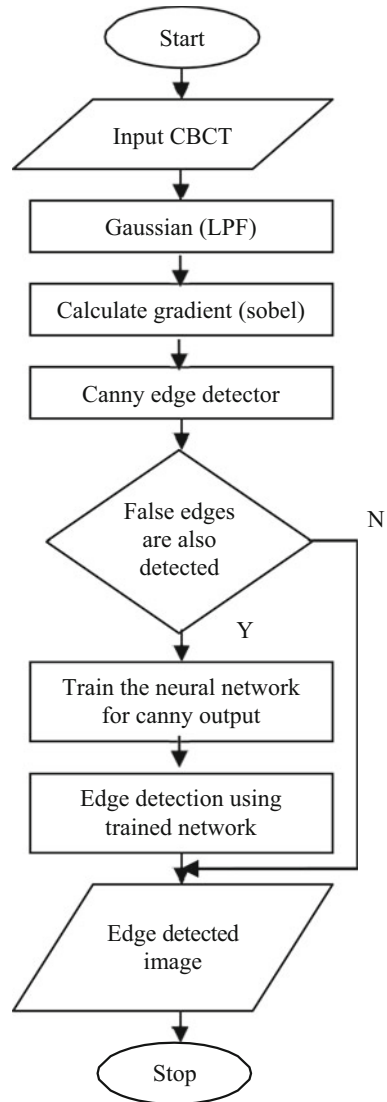 Start
Input CBCT
Gaussian (LPF)
Calculate gradient (sobel)
Canny edge detector
False edges
are also
detected
N
Y
Train the neural network
for canny output
Edge detection using
trained network
Edge detected
image
Stop